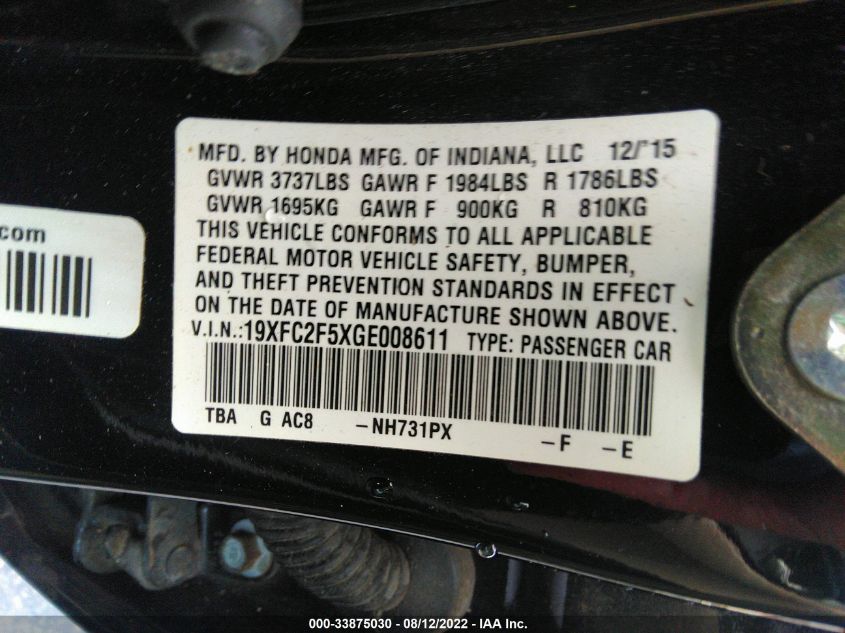 MFD. BY HONDA MFG. OF INDIANA, LLC 12/'15
GVWR 3737LBS GAWR F 1984LBS R 1786LBS
GVWR 1695KG GAWR F 900KG R 810KG
THIS VEHICLE CONFORMS TO ALL APPLICABLE
FEDERAL MOTOR VEHICLE SAFETY, BUMPER,
AND THEFT PREVENTION STANDARDS IN EFFECT
ON THE DATE OF MANUFACTURE SHOWN ABOVE.
V.I.N.:19XFC2F5XGE008611 TYPE: PASSENGER CAR
TBA G AC8 –NH731PX –F –E
.com
000-33875030 - 08/12/2022 - IAA Inc.